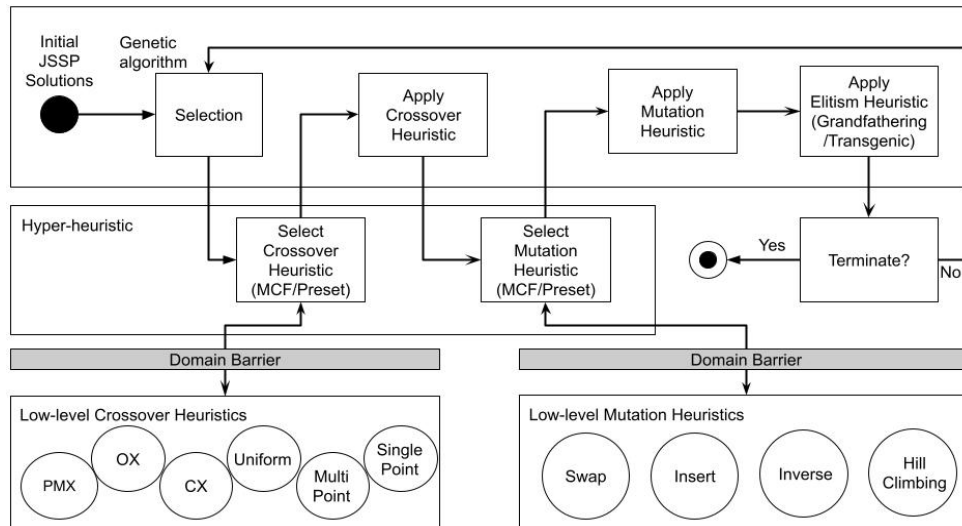 Initial
JSSP
Solutions
Genetic
algorithm
Selection
Apply
Crossover
Heuristic
Apply
Mutation
Heuristic
Apply
Elitism Heuristic
(Grandfathering
/Transgenic)
Hyper-heuristic
Select
Crossover
Heuristic
(MCF/Preset)
Select
Mutation
Heuristic
(MCF/Preset)
Yes
Terminate?
No
Domain Barrier
Domain Barrier
Low-level Crossover Heuristics
PMX
OX
CX
Uniform
Multi
Point
Single
Point
Low-level Mutation Heuristics
Swap
Insert
Inverse
Hill
Climbing